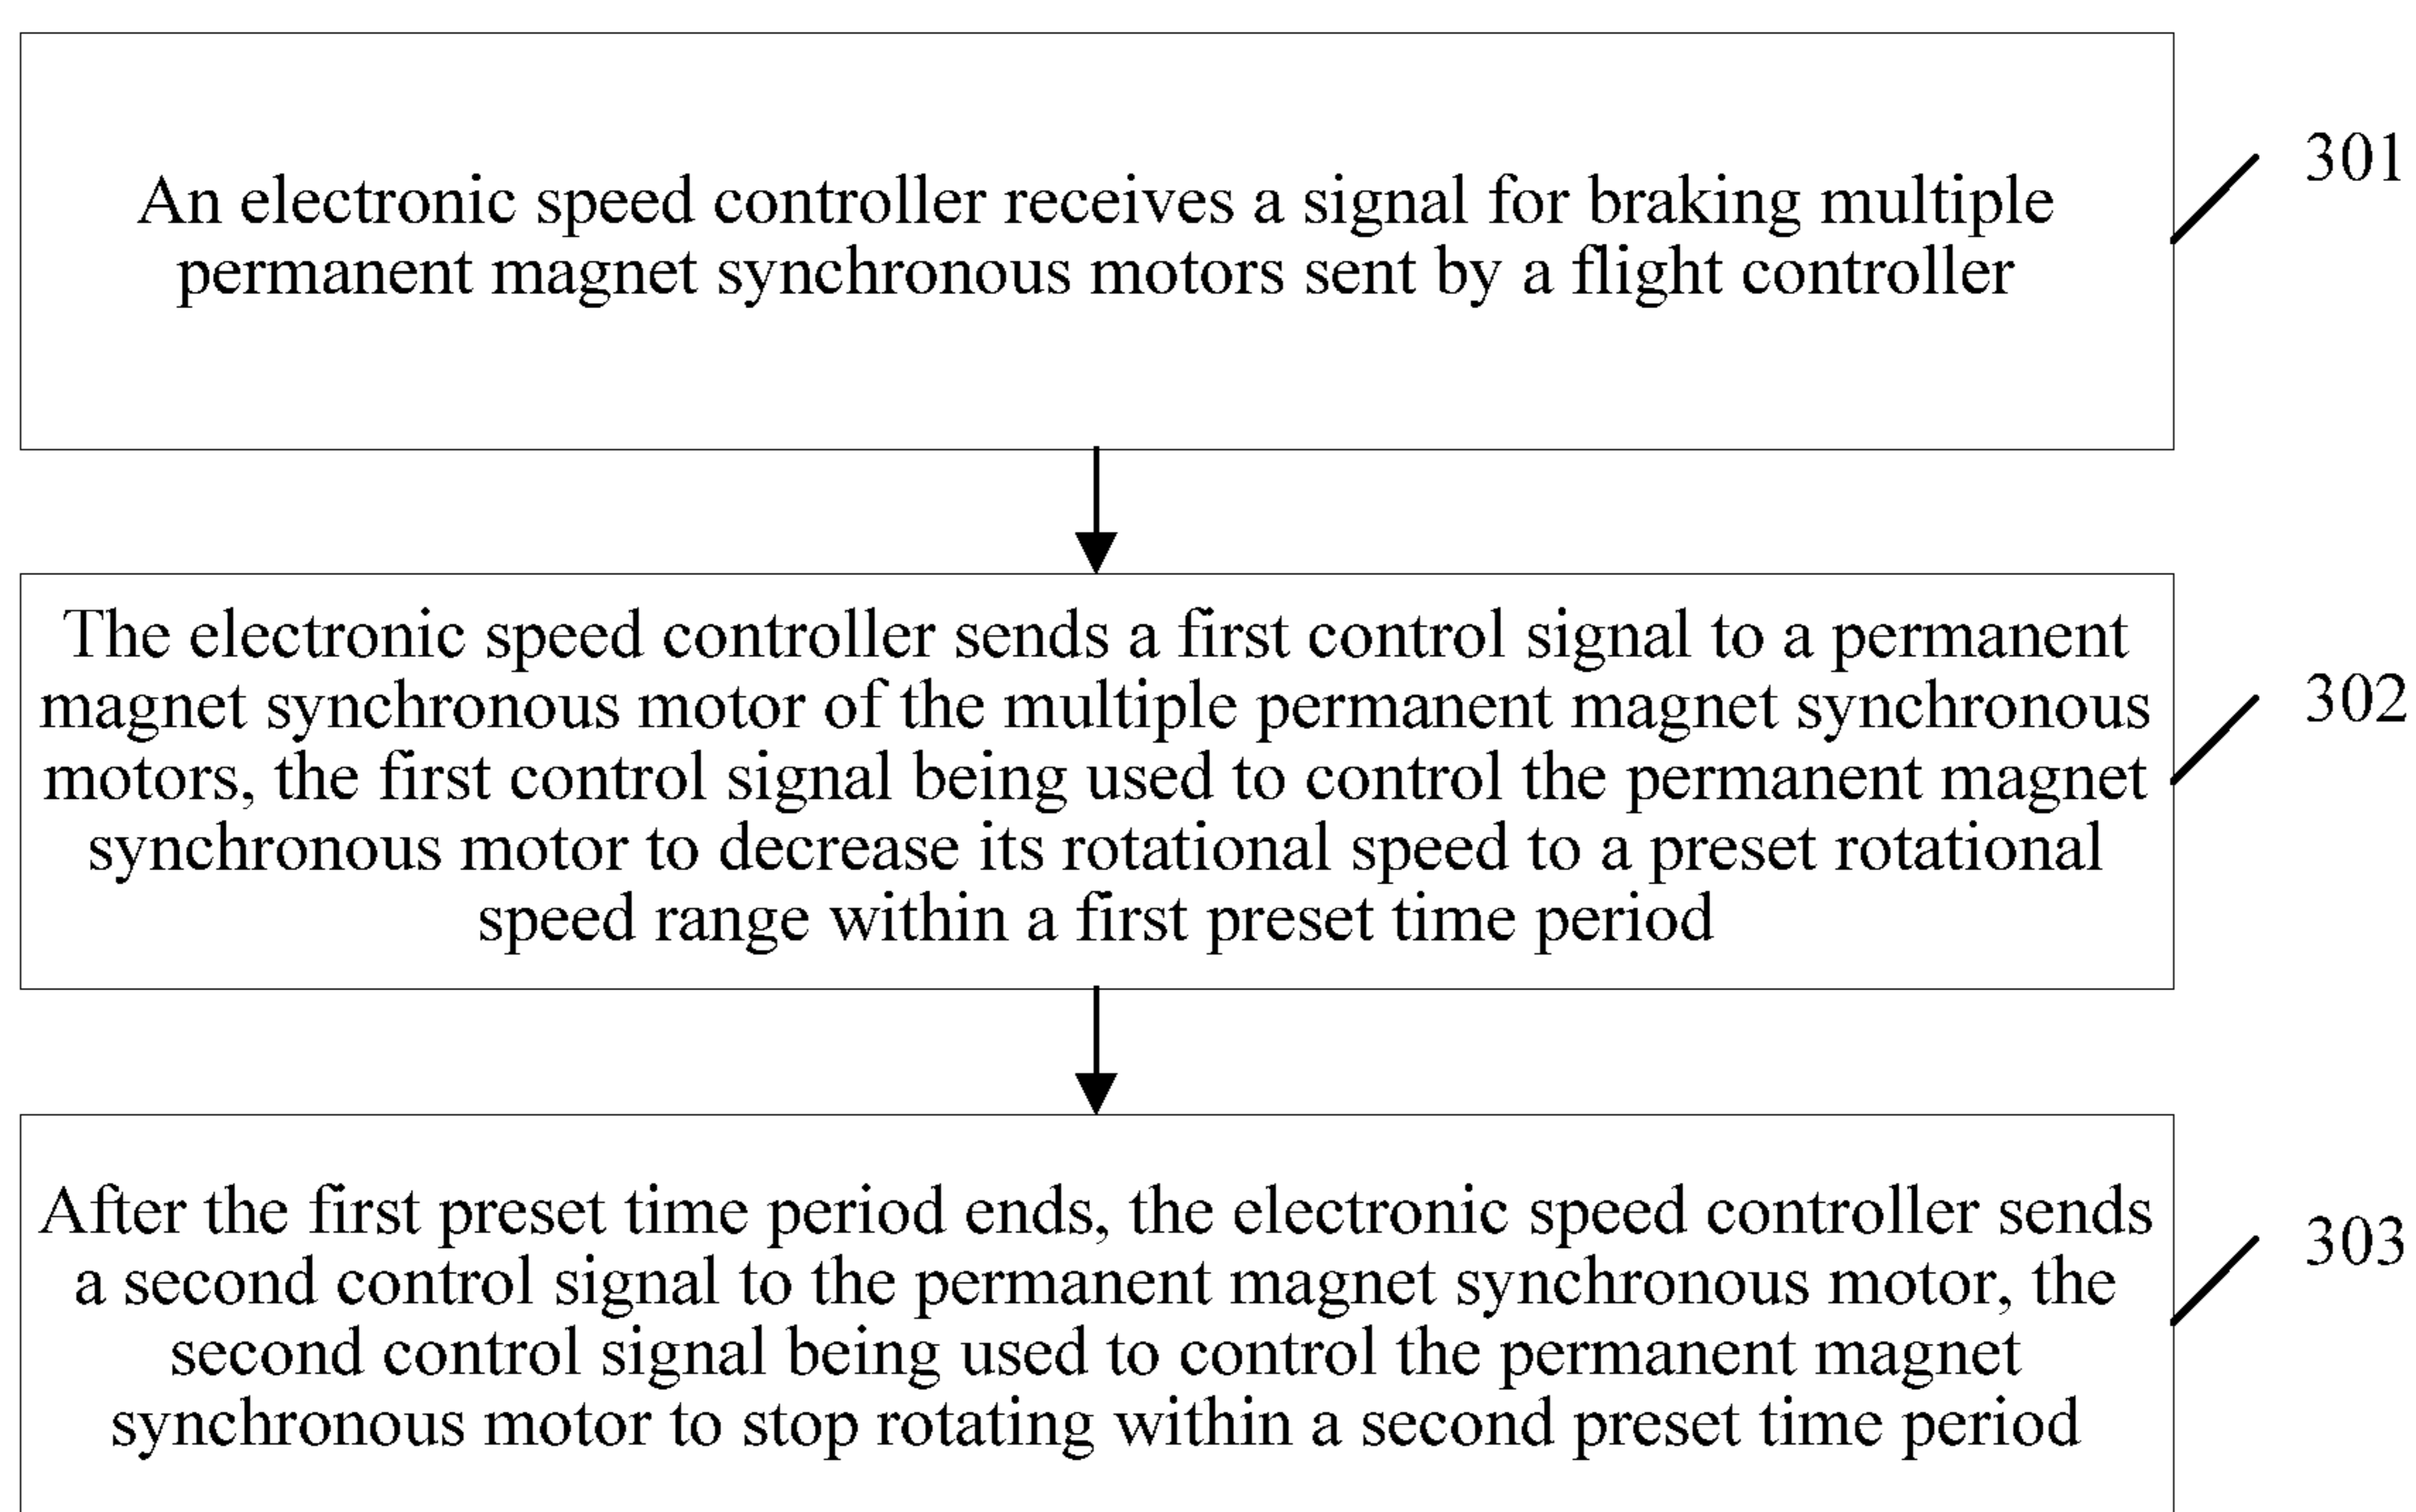 An electronic speed controller receives a signal for braking multiple
permanent magnet synchronous motors sent by a flight controller
301
The electronic speed controller sends a first control signal to a permanent
magnet synchronous motor of the multiple permanent magnet synchronous
motors, the first control signal being used to control the permanent magnet
synchronous motor to decrease its rotational speed to a preset rotational
speed range within a first preset time period
302
After the first preset time period ends, the electronic speed controller sends
a second control signal to the permanent magnet synchronous motor, the
second control signal being used to control the permanent magnet
synchronous motor to stop rotating within a second preset time period
303